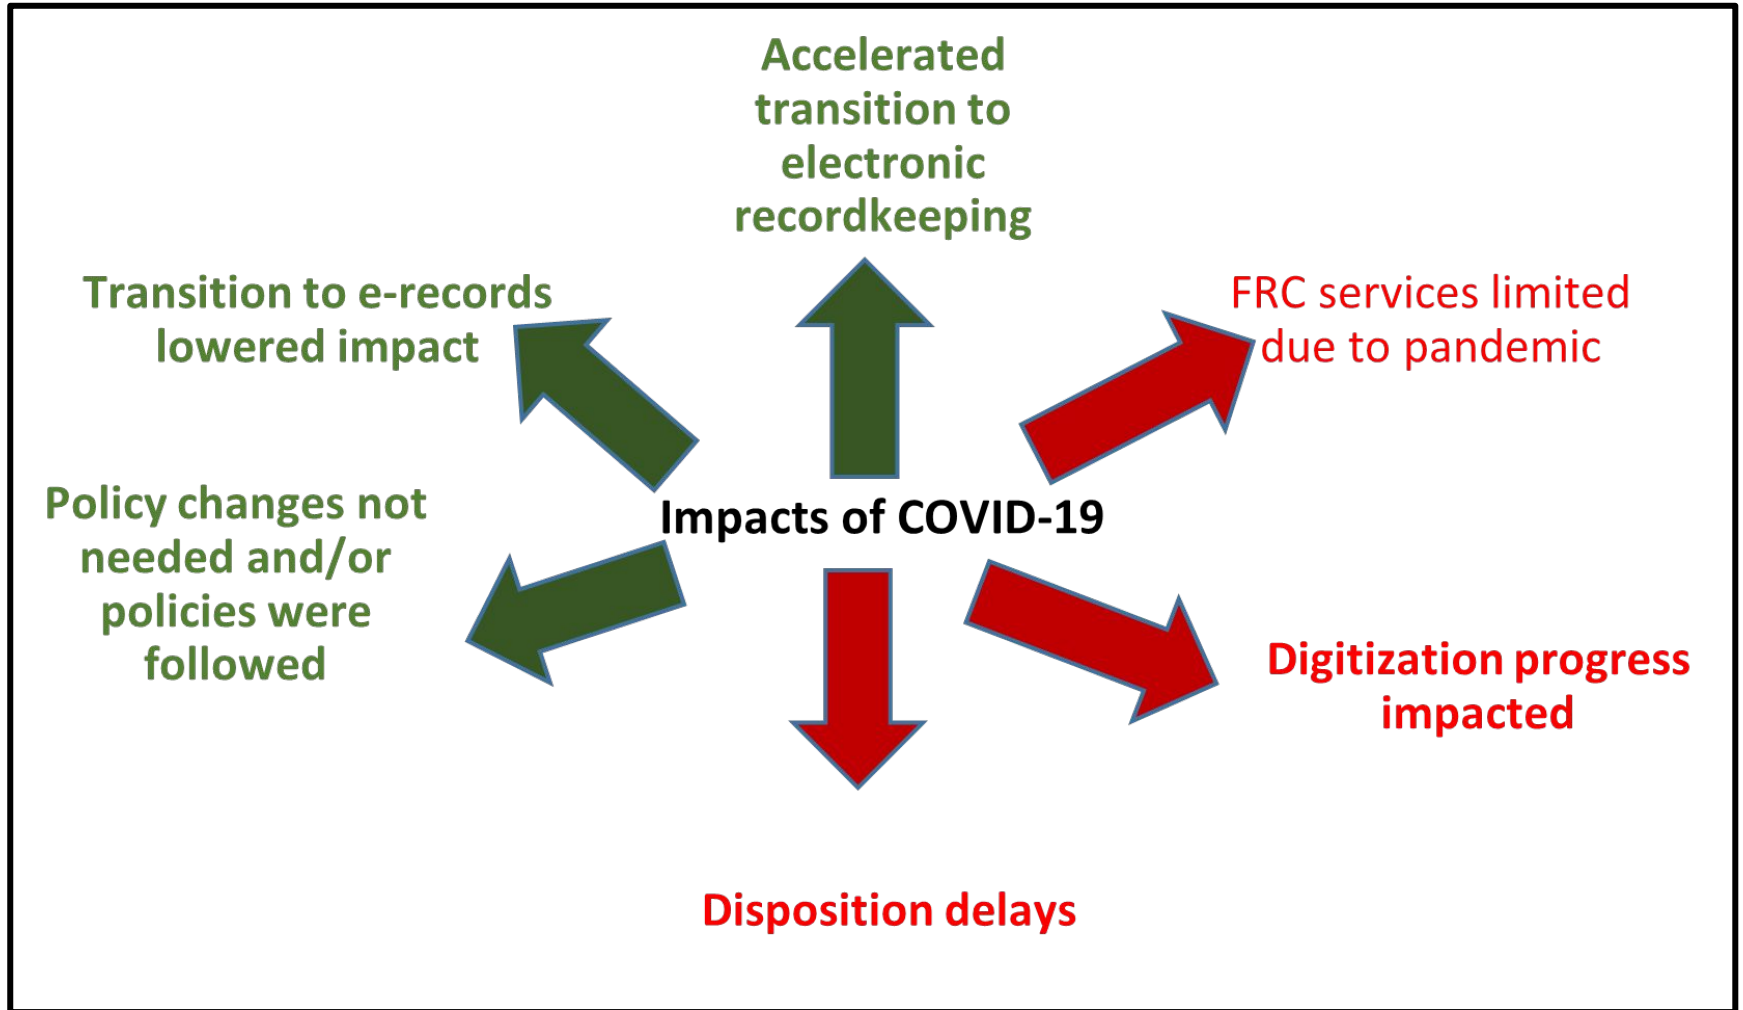 Accelerated
transition to
electronic
recordkeeping
Transition to e-records
lowered impact
FRC services limited
due to pandemic
Policy changes not
needed and/or
policies were
followed
Impacts of COVID-19
Digitization progress
impacted
Disposition delays